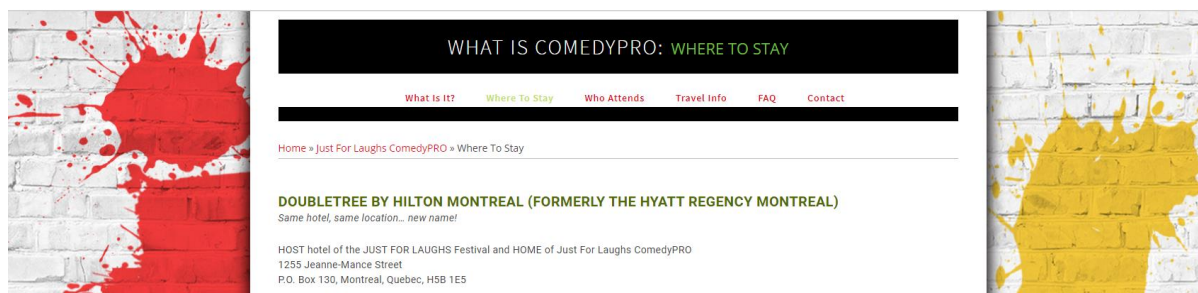 WHAT IS COMEDYPRO: WHERE TO STAY
What Is It? Where To Stay Who Attends Travel Info FAQ Contact
Home » Just For Laughs ComedyPRO » Where To Stay
DOUBLETREE BY HILTON MONTREAL (FORMERLY THE HYATT REGENCY MONTREAL)
Same hotel, same location... new name!
HOST hotel of the JUST FOR LAUGHS Festival and HOME of Just For Laughs ComedyPRO
1255 Jeanne-Mance Street
P.O. Box 130, Montreal, Quebec, H5B 1E5